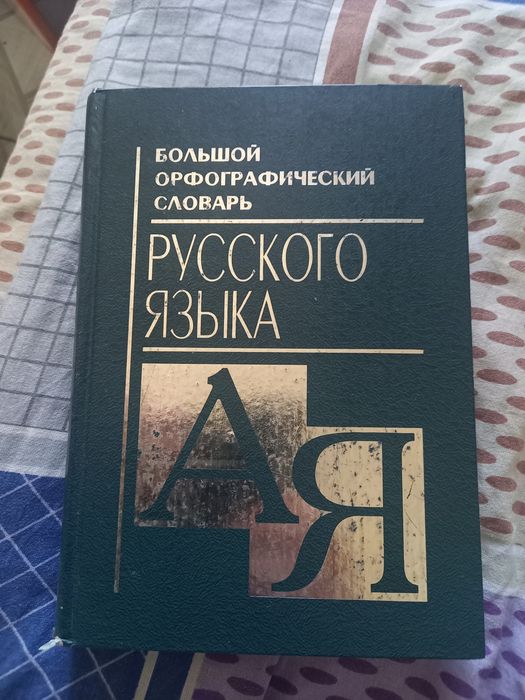 БОЛЬШОЙ
ОРФОГРАФИЧЕСКИЙ
СЛОВАРЬ
РУССКОГО
ЯЗЫКА
А
Я